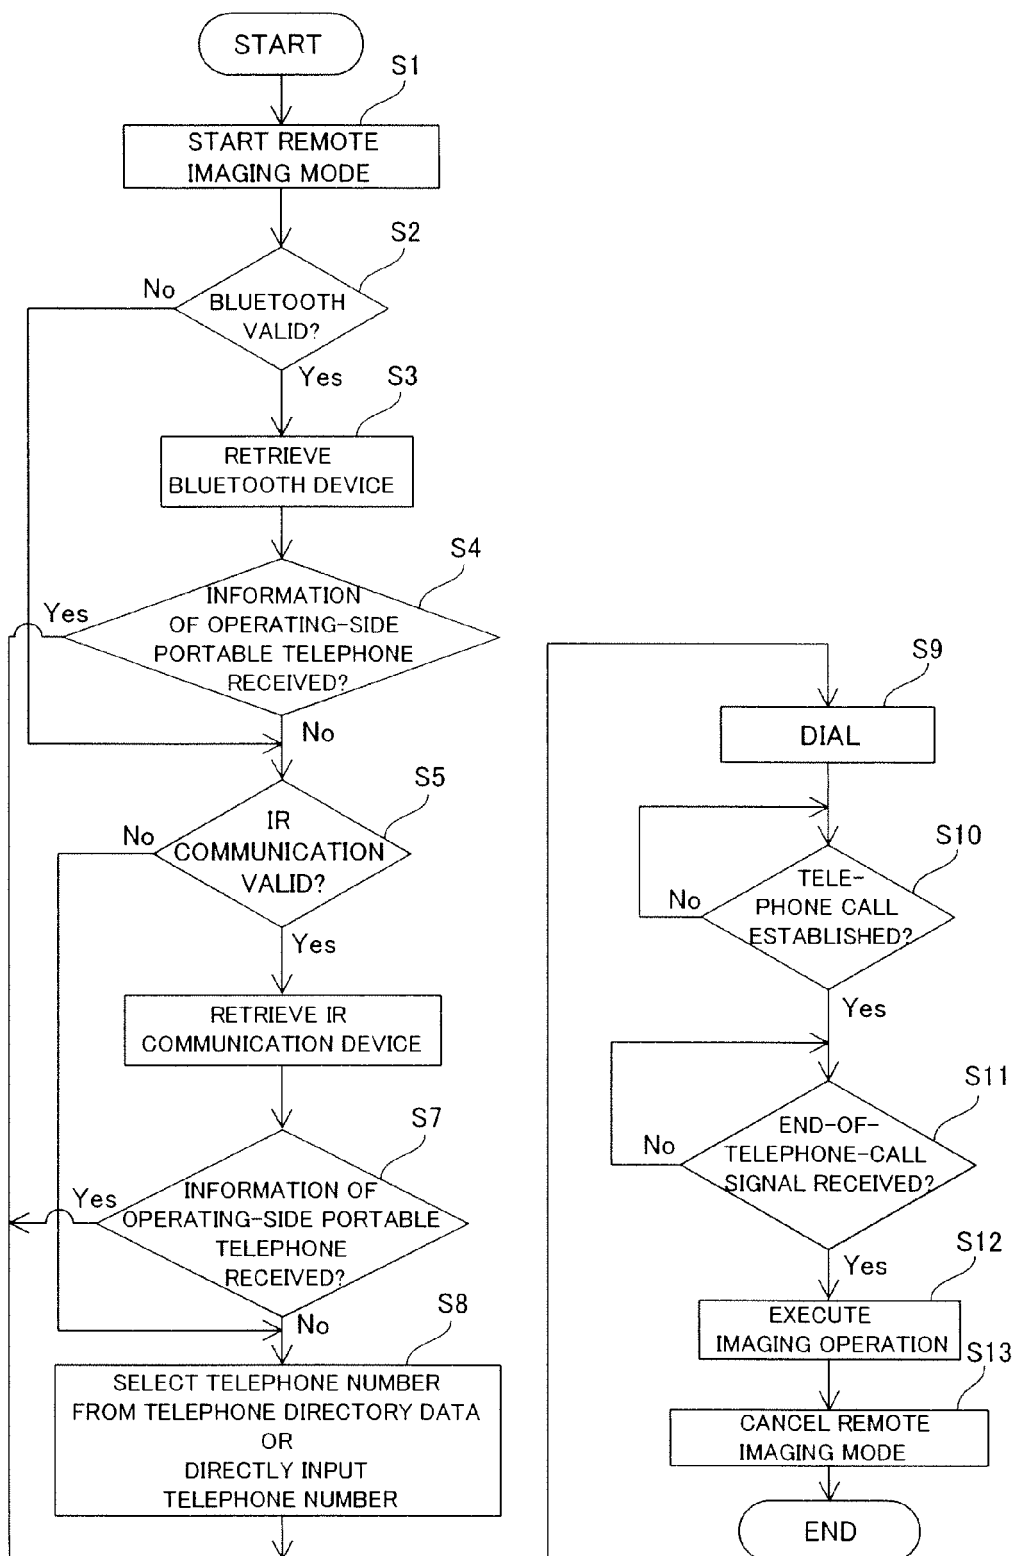 START
S1
START REMOTE
IMAGING MODE
S2
No
BLUETOOTH
VALID?
Yes
S3
RETRIEVE
BLUETOOTH DEVICE
S4
Yes
INFORMATION
OF OPERATING-SIDE
PORTABLE TELEPHONE
RECEIVED?
No
S5
No
IR
COMMUNICATION
VALID?
Yes
RETRIEVE IR
COMMUNICATION DEVICE
S7
Yes
INFORMATION OF
OPERATING-SIDE PORTABLE
TELEPHONE
RECEIVED?
No
S8
SELECT TELEPHONE NUMBER
FROM TELEPHONE DIRECTORY DATA
OR
DIRECTLY INPUT
TELEPHONE NUMBER
S9
DIAL
S10
No
TELE-
PHONE CALL
ESTABLISHED?
Yes
S11
No
END-OF-
TELEPHONE-CALL
SIGNAL RECEIVED?
Yes
S12
EXECUTE
IMAGING OPERATION
S13
CANCEL REMOTE
IMAGING MODE
END